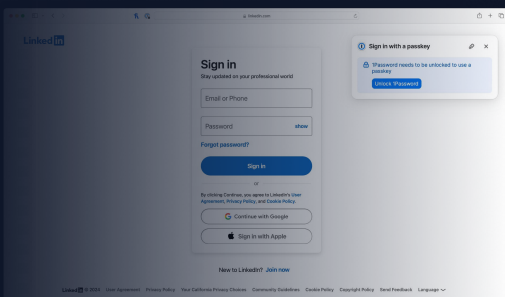 linkedin.com
Linked in
Sign in with a passkey
1Password needs to be unlocked to use a
passkey
Unlock 1Password
Sign in
Stay updated on your professional world
Email or Phone
Password show
Forgot password?
Sign in
or
By clicking Continue, you agree to LinkedIn's User
Agreement, Privacy Policy, and Cookie Policy.
Continue with Google
Sign in with Apple
New to LinkedIn? Join now
Linked in User Agreement Privacy Policy Your California Privacy Choices Community Guidelines Cookie Policy Copyright Policy Send Feedback Language